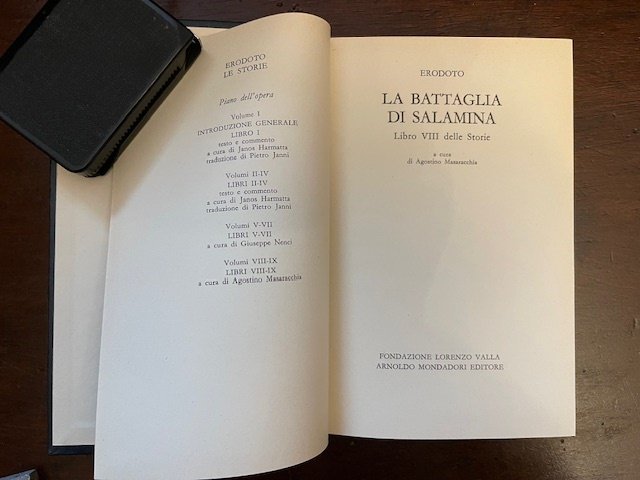 ERODOTO
LE STORIE
Piano dell'opera
Volume I
INTRODUZIONE GENERALE
LIBRO I
testo e commento
a cura di Janos Harmatta
traduzione di Pietro Janni
Volumi II-IV
LIBRI II-IV
testo e commento
a cura di Janos Harmatta
traduzione di Pietro Janni
Volumi V-VII
LIBRI V-VII
a cura di Giuseppe Nenci
Volumi VIII-IX
LIBRI VIII-IX
a cura di Agostino Masaracchia
ERODOTO
LA BATTAGLIA
DI SALAMINA
Libro VIII delle Storie
a cura
di Agostino Masaracchia
FONDAZIONE LORENZO VALLA
ARNOLDO MONDADORI EDITORE